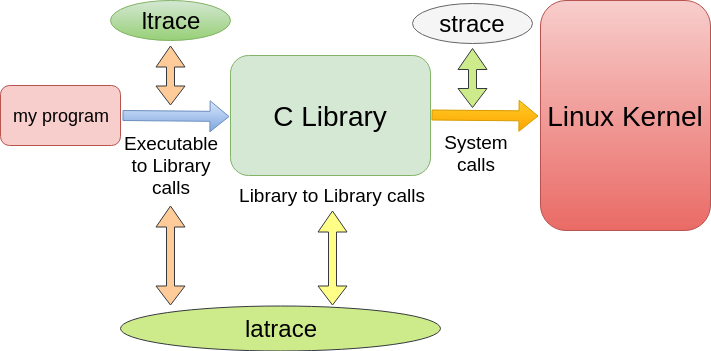 ltrace
strace
my program
C Library
Linux Kernel
Executable
to Library
calls
System
calls
Library to Library calls
latrace